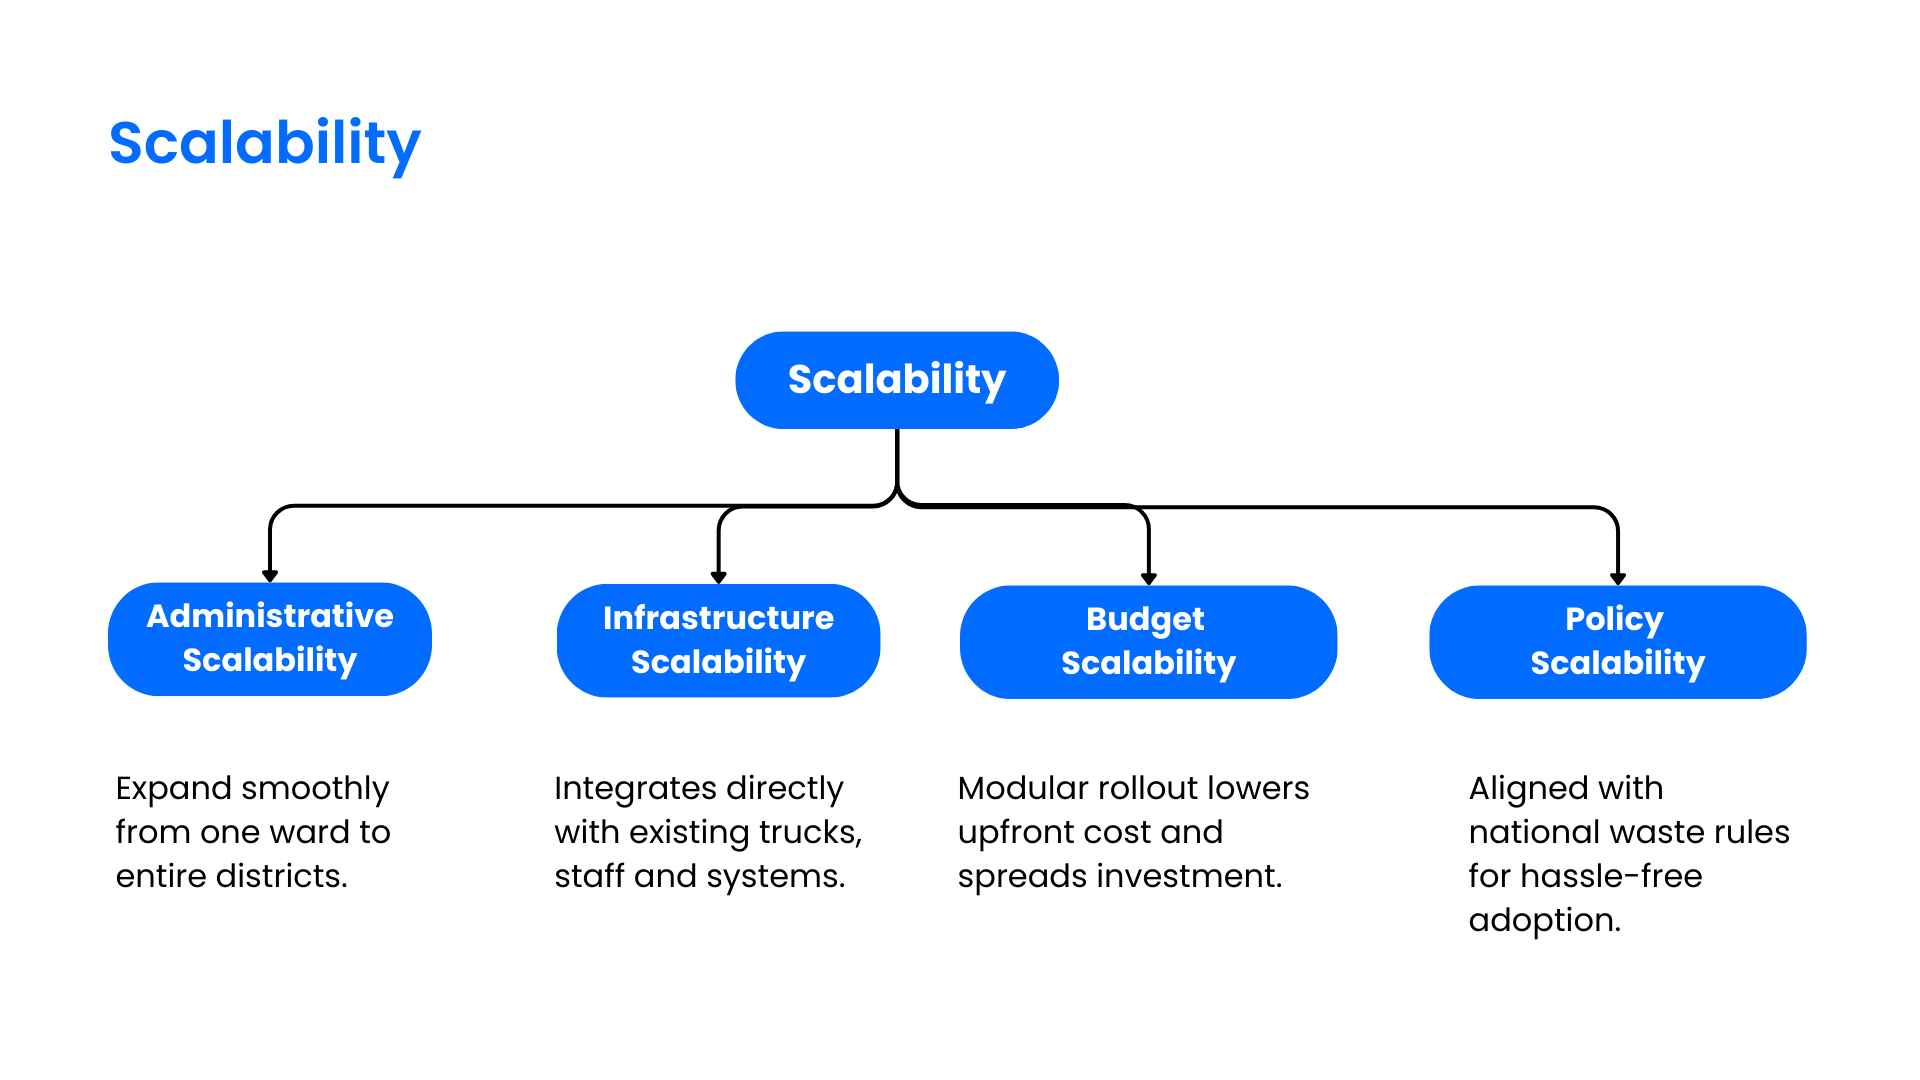 Scalability
Scalability
Administrative
Scalability
Infrastructure
Scalability
Budget
Scalability
Policy
Scalability
Expand smoothly
from one ward to
entire districts.
Integrates directly
with existing trucks,
staff and systems.
Modular rollout lowers
upfront cost and
spreads investment.
Aligned with
national waste rules
for hassle-free
adoption.